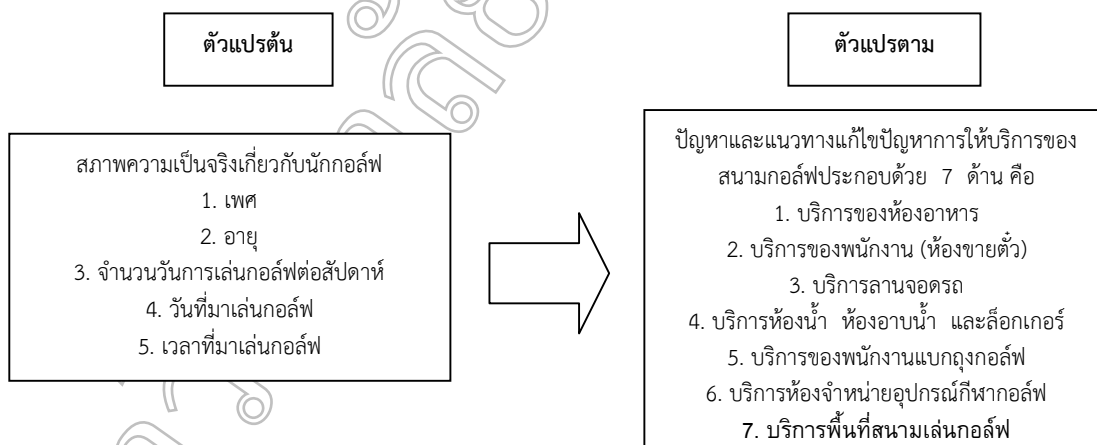 ตัวแปรต้น
สภาพความเป็นจริงเกี่ยวกับนักกอล์ฟ
1. เพศ
2. อายุ
3. จำนวนวันการเล่นกอล์ฟต่อสัปดาห์
4. วันที่มาเล่นกอล์ฟ
5. เวลาที่มาเล่นกอล์ฟ
ตัวแปรตาม
ปัญหาและแนวทางแก้ไขปัญหาการให้บริการของ
สนามกอล์ฟประกอบด้วย 7 ด้าน คือ
1. บริการของห้องอาหาร
2. บริการของพนักงาน (ห้องขายตั๋ว)
3. บริการลานจอดรถ
4. บริการห้องน้ำ ห้องอาบน้ำ และล็อกเกอร์
5. บริการของพนักงานแบกถุงกอล์ฟ
6. บริการห้องจำหน่ายอุปกรณ์กีฬากอล์ฟ
7. บริการพื้นที่สนามเล่นกอล์ฟ